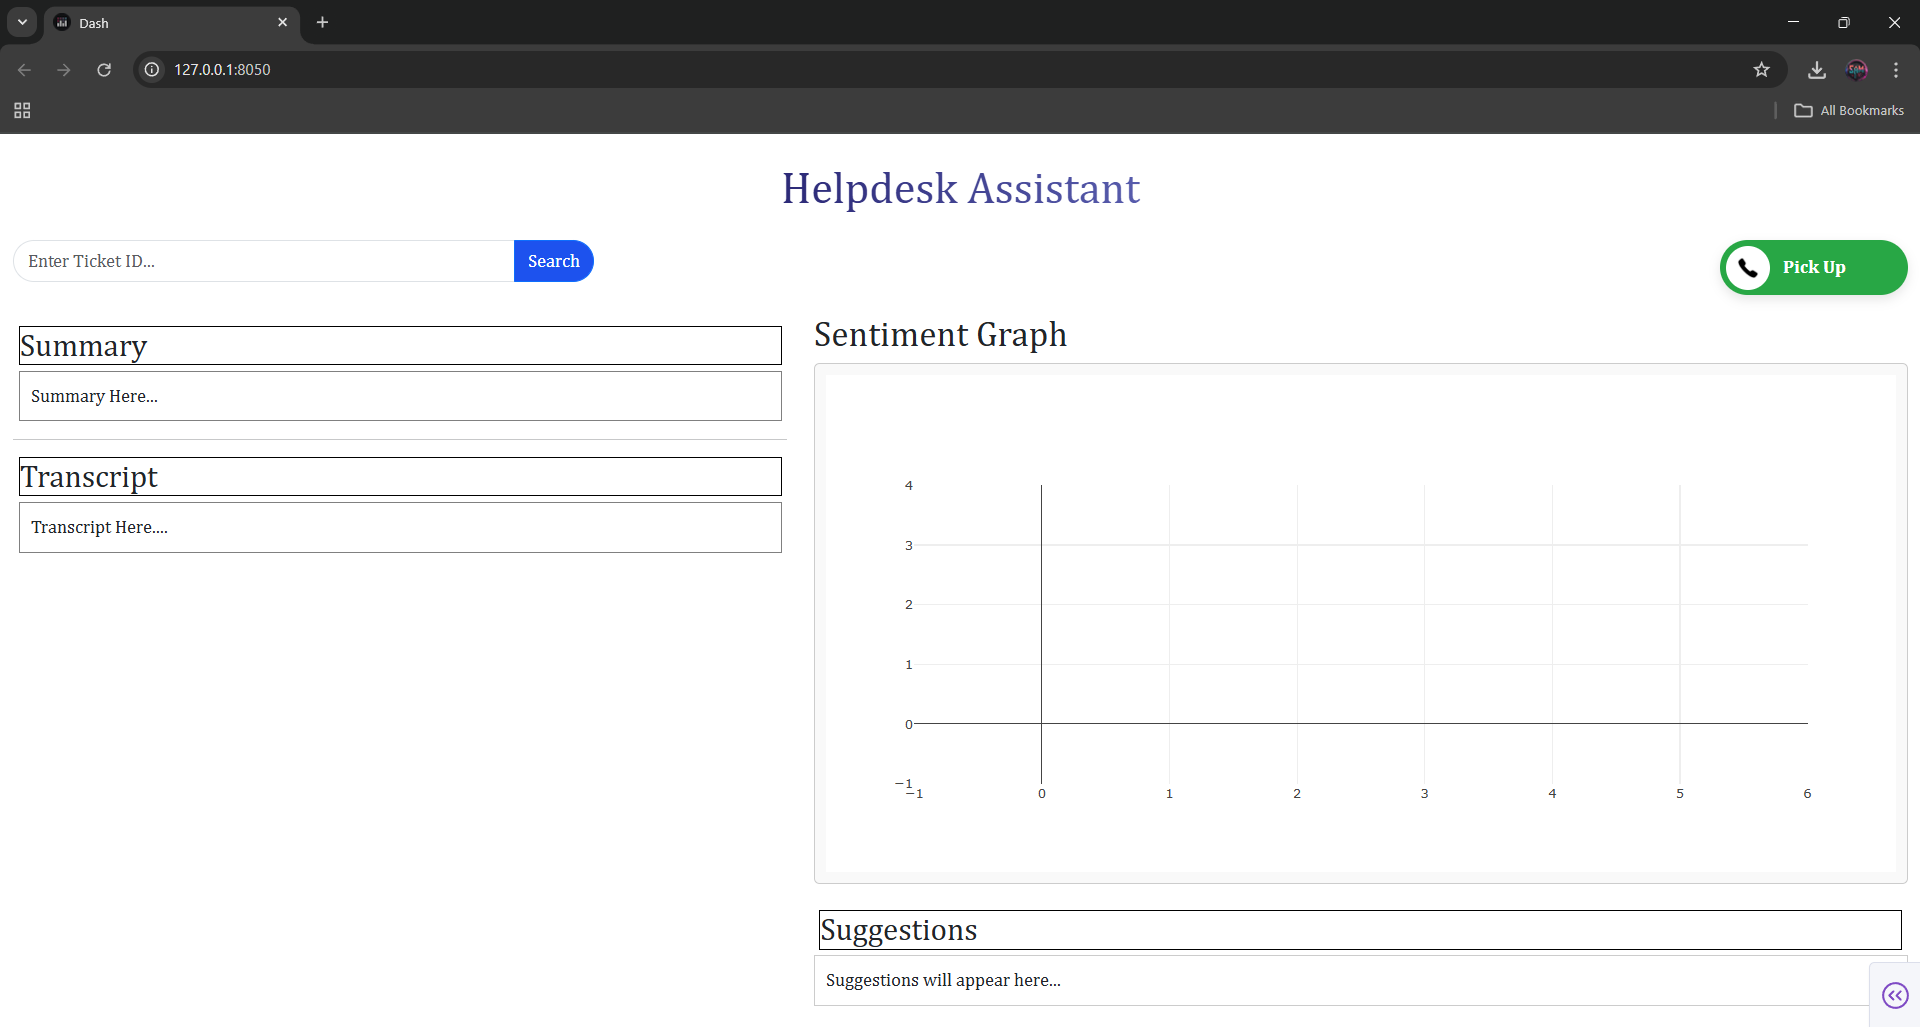 Dash
127.0.0.1:8050
All Bookmarks
Helpdesk Assistant
Enter Ticket ID...
Search
Pick Up
Summary
Summary Here...
Transcript
Transcript Here....
Sentiment Graph
4
3
2
1
0
−1
−1 0 1 2 3 4 5 6
Suggestions
Suggestions will appear here...